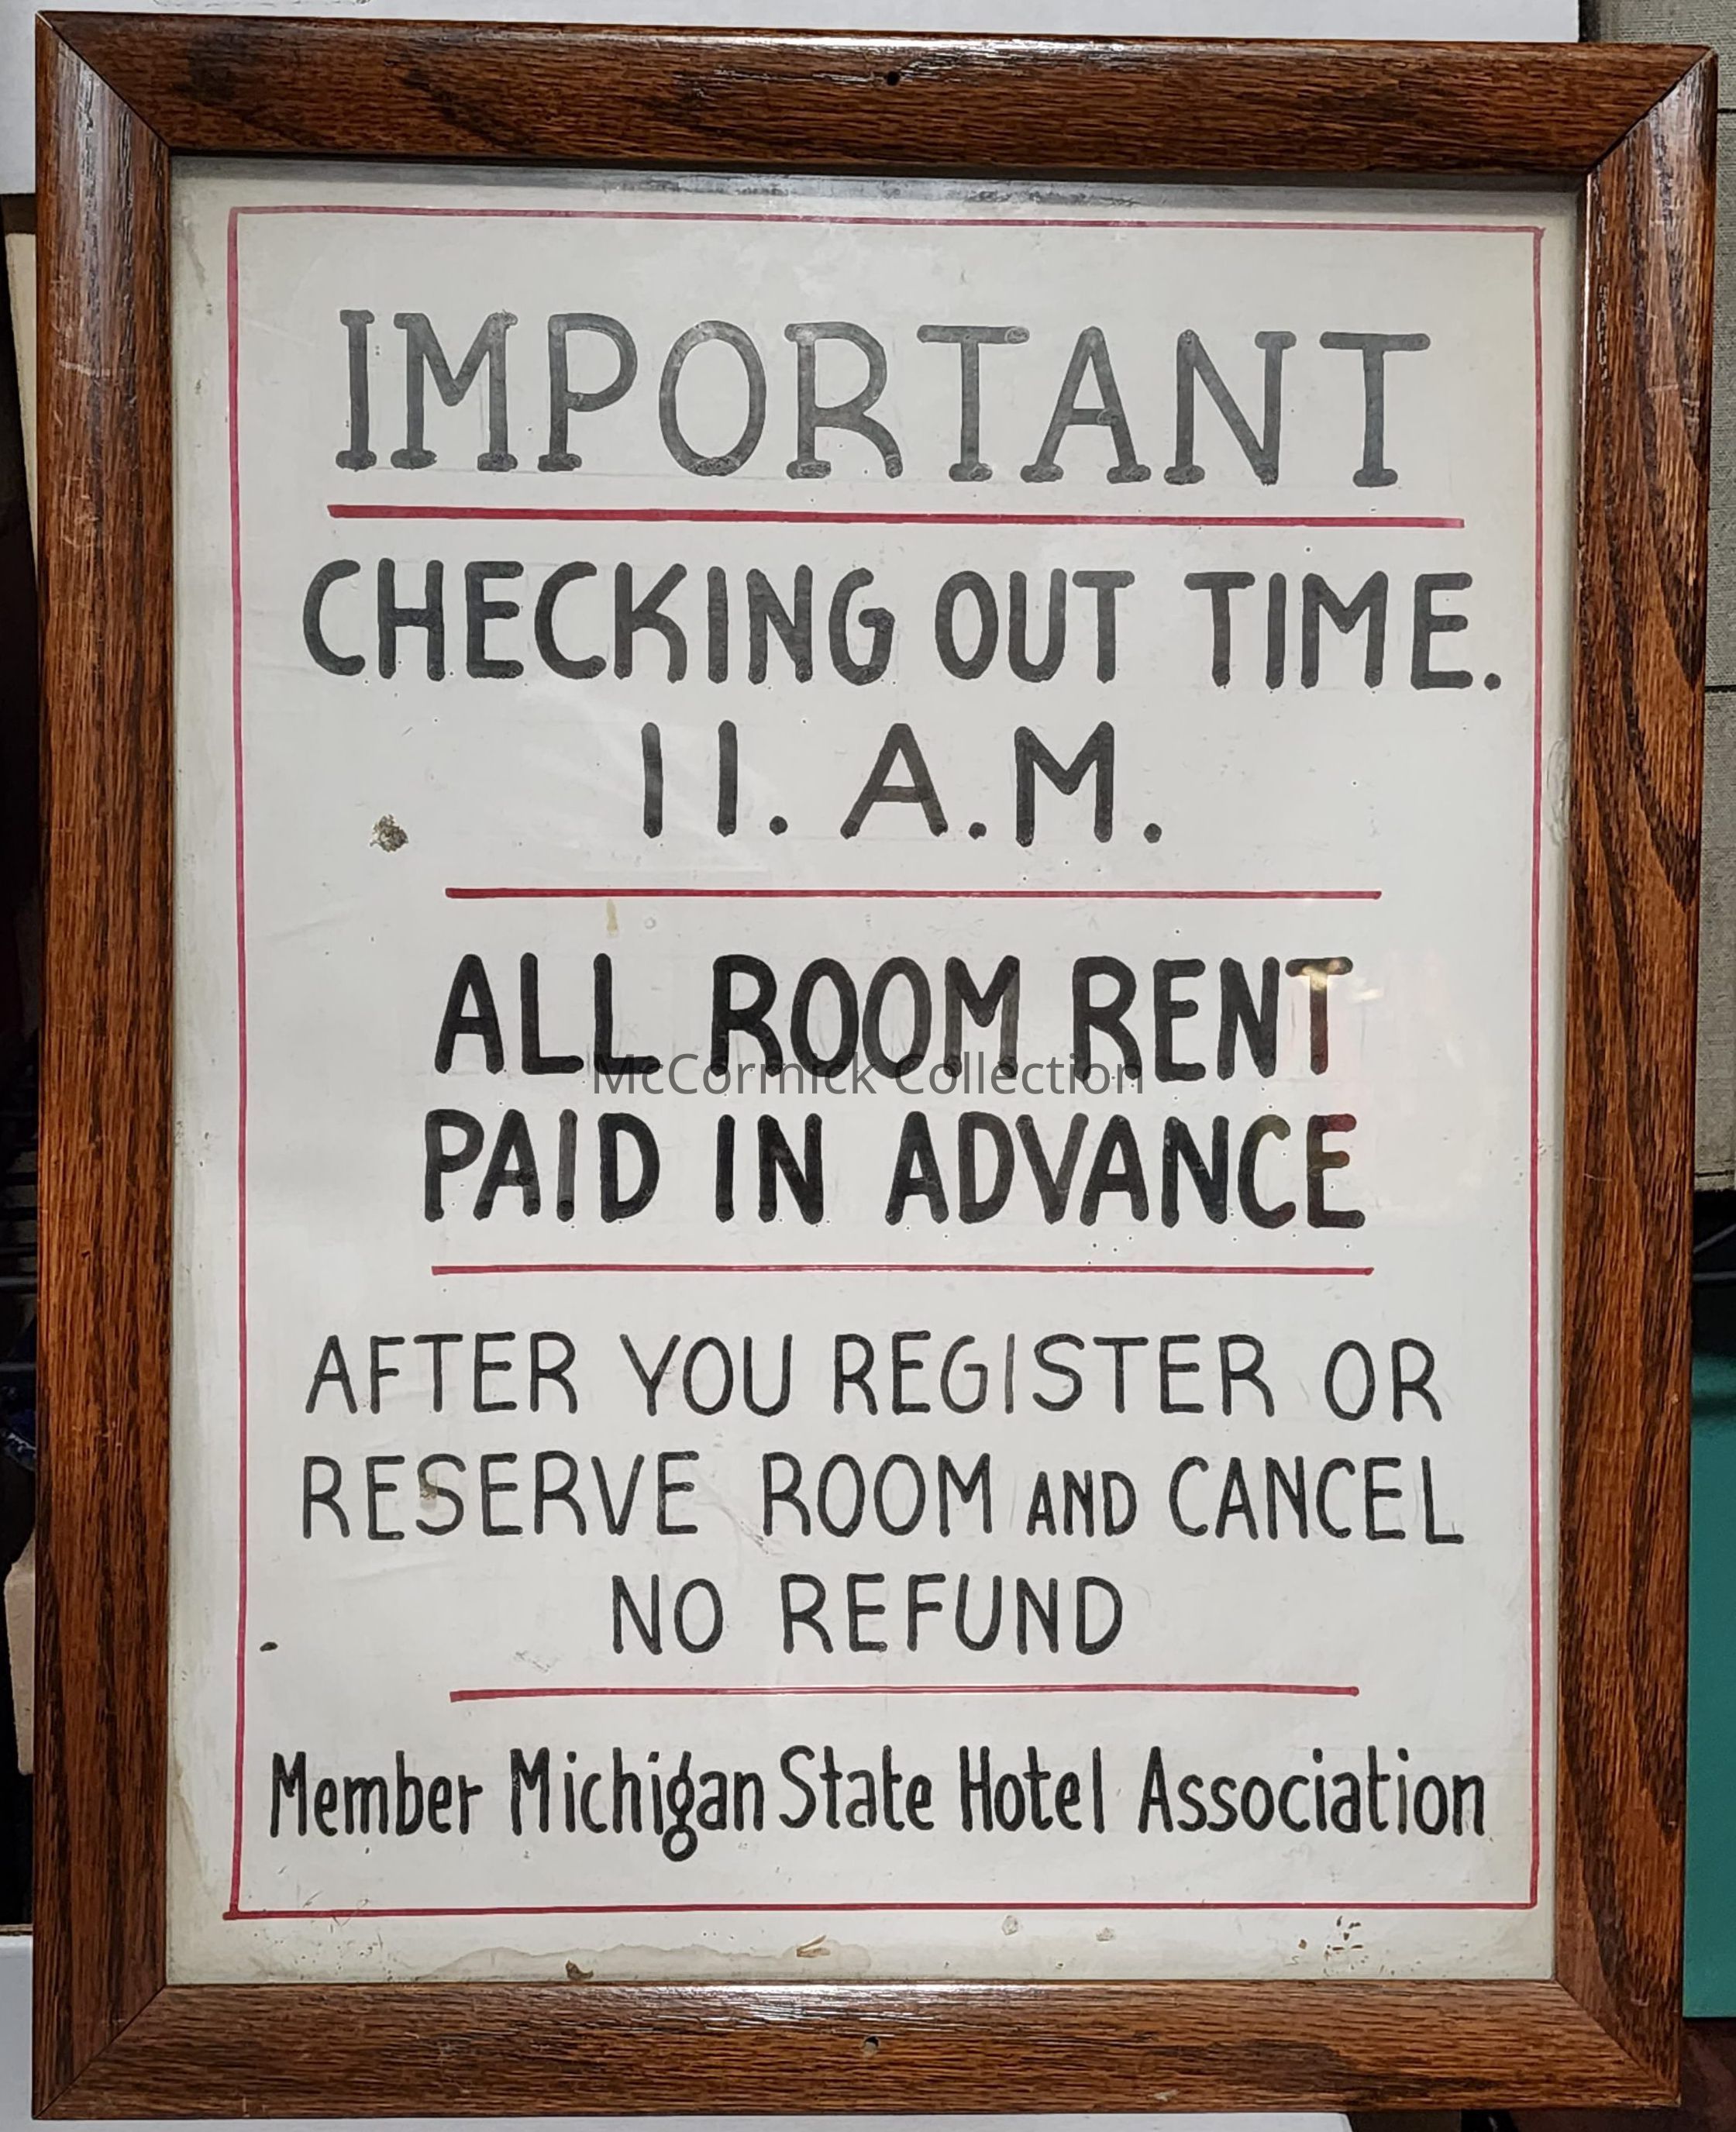 IMPORTANT
CHECKING OUT TIME.
11. A.M.
ALL ROOM RENT
McCormick Collection
PAID IN ADVANCE
AFTER YOU REGISTER OR
RESERVE ROOM AND CANCEL
NO REFUND
Member Michigan State Hotel Association